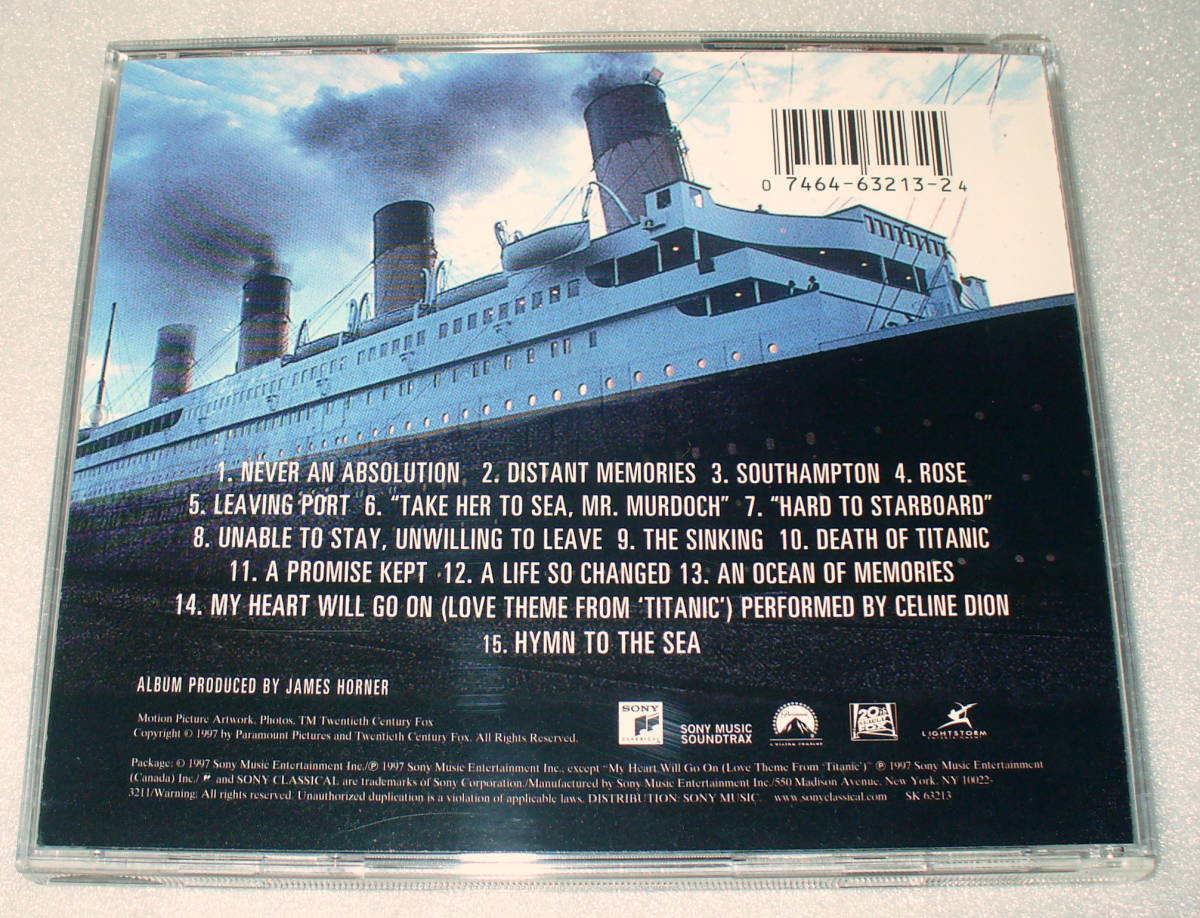 0 7464-63213-2 4
1. NEVER AN ABSOLUTION 2. DISTANT MEMORIES 3. SOUTHAMPTON 4. ROSE
5. LEAVING PORT 6. “TAKE HER TO SEA, MR. MURDOCH” 7. “HARD TO STARBOARD”
8. UNABLE TO STAY, UNWILLING TO LEAVE 9. THE SINKING 10. DEATH OF TITANIC
11. A PROMISE KEPT 12. A LIFE SO CHANGED 13. AN OCEAN OF MEMORIES
14. MY HEART WILL GO ON (LOVE THEME FROM ‘TITANIC’) PERFORMED BY CELINE DION
15. HYMN TO THE SEA
ALBUM PRODUCED BY JAMES HORNER
Motion Picture Artwork, Photos, TM Twentieth Century Fox
Copyright © 1997 by Paramount Pictures and Twentieth Century Fox. All Rights Reserved.
SONY
CLASSICAL
SONY MUSIC
SOUNDTRAX
Paramount
A VIACOM COMPANY
20TH
CENTURY
FOX
LIGHTSTORM
ENTERTAINMENT
Package: © 1997 Sony Music Entertainment Inc./℗ 1997 Sony Music Entertainment Inc., except “My Heart Will Go On (Love Theme From ‘Titanic’)” ℗ 1997 Sony Music Entertainment
(Canada) Inc./ and SONY CLASSICAL are trademarks of Sony Corporation./Manufactured by Sony Music Entertainment Inc./550 Madison Avenue, New York, NY 10022-
3211/Warning: All rights reserved. Unauthorized duplication is a violation of applicable laws. DISTRIBUTION: SONY MUSIC. www.sonyclassical.com SK 63213